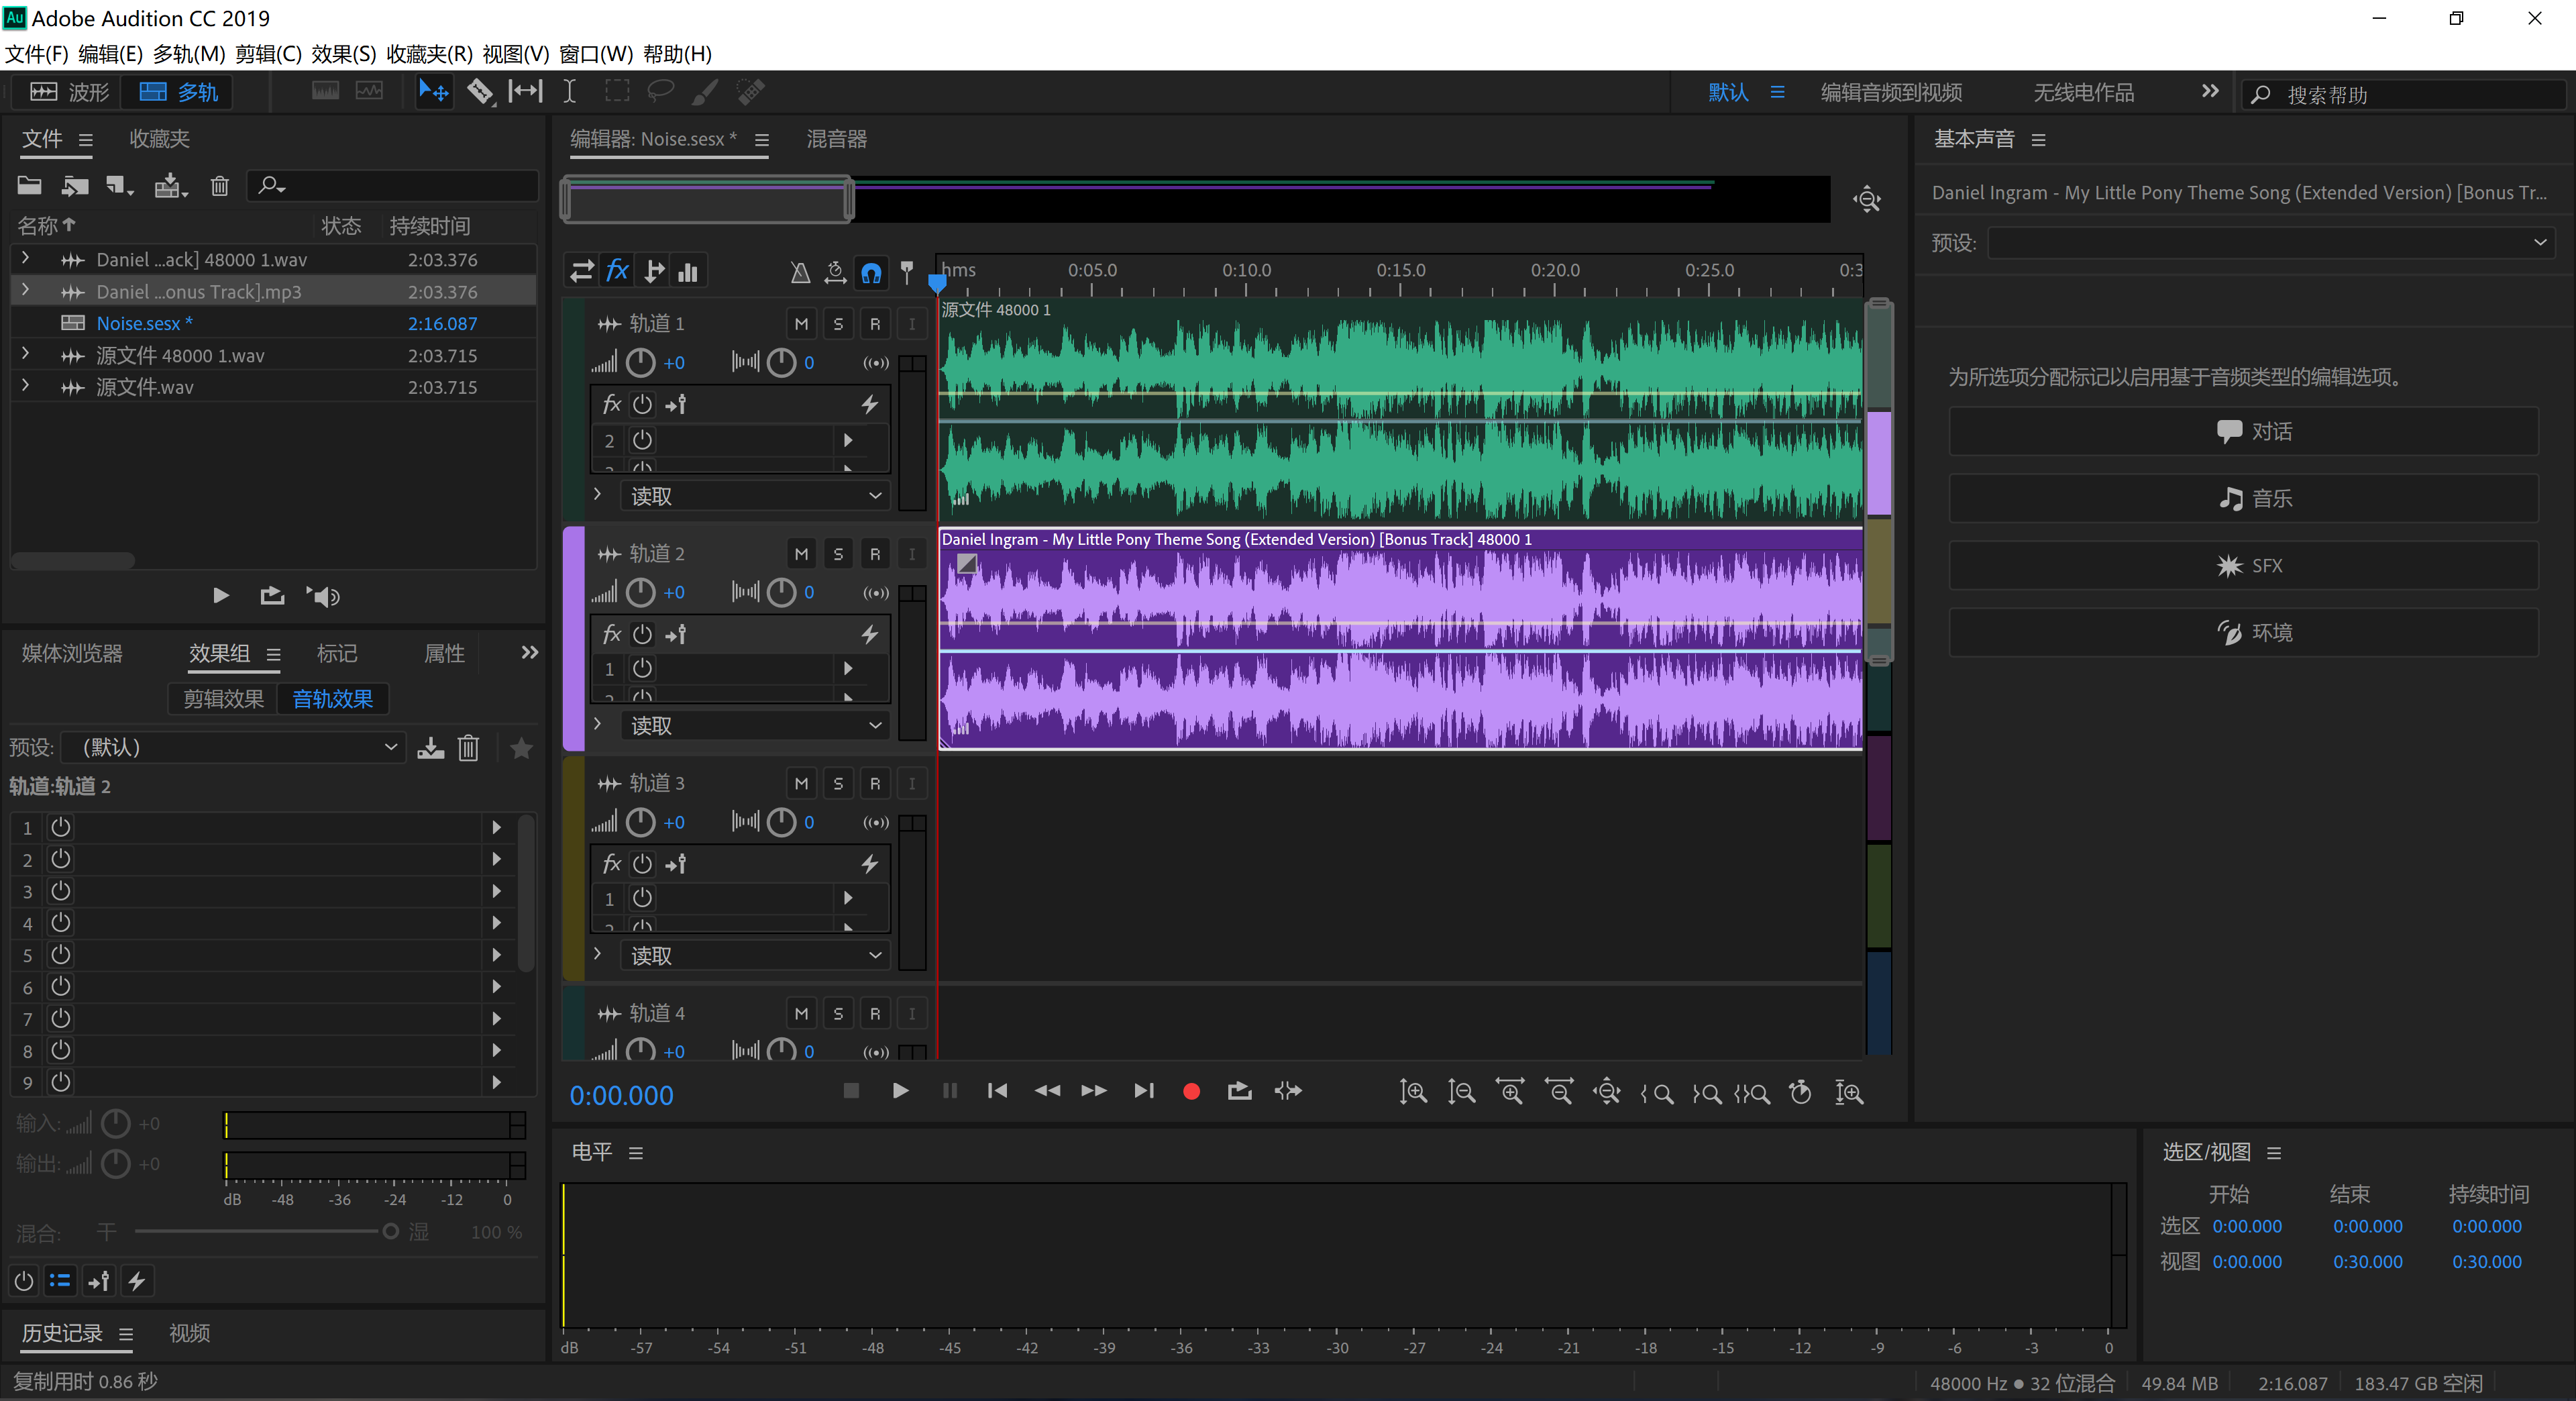 Au Adobe Audition CC 2019
文件(F) 编辑(E) 多轨(M) 剪辑(C) 效果(S) 收藏夹(R) 视图(V) 窗口(W) 帮助(H)
波形 多轨 默认 编辑音频到视频 无线电作品 搜索帮助
文件 收藏夹
名称 状态 持续时间
Daniel ...ack] 48000 1.wav 2:03.376
Daniel ...onus Track].mp3 2:03.376
Noise.sesx * 2:16.087
源文件 48000 1.wav 2:03.715
源文件.wav 2:03.715
媒体浏览器 效果组 标记 属性
剪辑效果 音轨效果
预设: (默认)
轨道:轨道 2
1
2
3
4
5
6
7
8
9
输入: +0
输出: +0
dB -48 -36 -24 -12 0
混合: 干 湿 100 %
历史记录 视频
复制用时 0.86 秒
编辑器: Noise.sesx * 混音器
fx
hms 0:05.0 0:10.0 0:15.0 0:20.0 0:25.0 0:3
轨道 1 M S R I
+0 0
fx
2
读取
源文件 48000 1
轨道 2 M S R I
+0 0
fx
1
读取
Daniel Ingram - My Little Pony Theme Song (Extended Version) [Bonus Track] 48000 1
轨道 3 M S R I
+0 0
fx
1
读取
轨道 4 M S R I
+0 0
0:00.000
电平
dB -57 -54 -51 -48 -45 -42 -39 -36 -33 -30 -27 -24 -21 -18 -15 -12 -9 -6 -3 0
基本声音
Daniel Ingram - My Little Pony Theme Song (Extended Version) [Bonus Tr...
预设:
为所选项分配标记以启用基于音频类型的编辑选项。
对话
音乐
SFX
环境
选区/视图
开始 结束 持续时间
选区 0:00.000 0:00.000 0:00.000
视图 0:00.000 0:30.000 0:30.000
48000 Hz ● 32 位混合 49.84 MB 2:16.087 183.47 GB 空闲